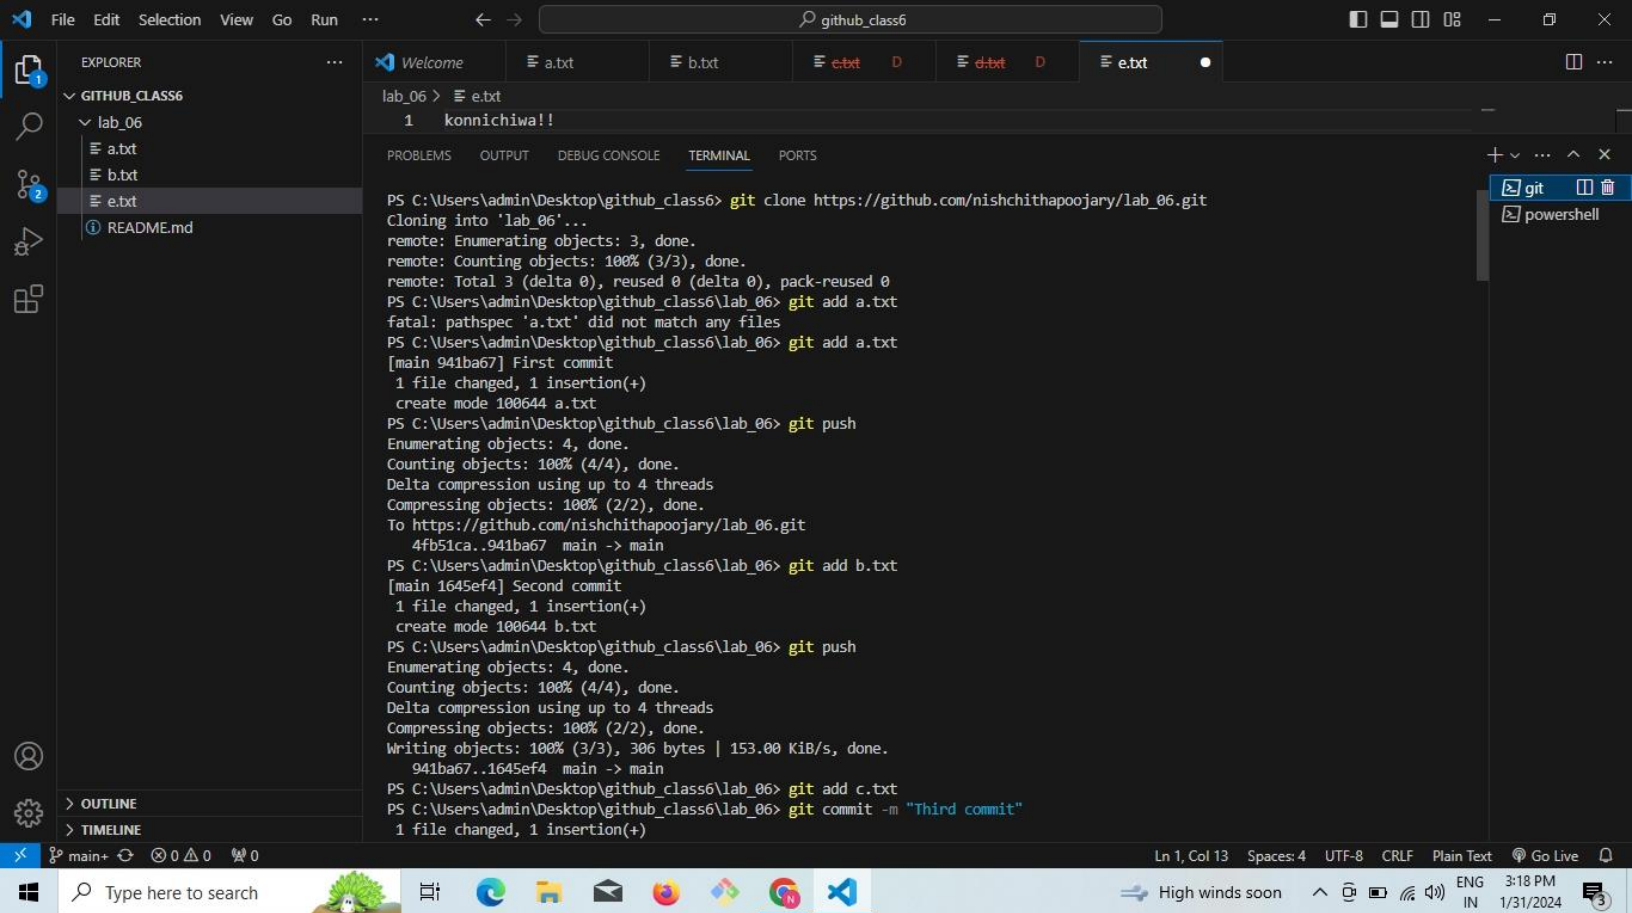 File Edit Selection View Go Run ···
github_class6
EXPLORER ···
GITHUB_CLASS6
lab_06
a.txt
b.txt
e.txt
README.md
OUTLINE
TIMELINE
Welcome a.txt b.txt c.txt D d.txt D e.txt
lab_06 > e.txt
1 konnichiwa!!
PROBLEMS OUTPUT DEBUG CONSOLE TERMINAL PORTS
git
powershell
PS C:\Users\admin\Desktop\github_class6> git clone https://github.com/nishchithapoojary/lab_06.git
Cloning into 'lab_06'...
remote: Enumerating objects: 3, done.
remote: Counting objects: 100% (3/3), done.
remote: Total 3 (delta 0), reused 0 (delta 0), pack-reused 0
PS C:\Users\admin\Desktop\github_class6\lab_06> git add a.txt
fatal: pathspec 'a.txt' did not match any files
PS C:\Users\admin\Desktop\github_class6\lab_06> git add a.txt
[main 941ba67] First commit
1 file changed, 1 insertion(+)
create mode 100644 a.txt
PS C:\Users\admin\Desktop\github_class6\lab_06> git push
Enumerating objects: 4, done.
Counting objects: 100% (4/4), done.
Delta compression using up to 4 threads
Compressing objects: 100% (2/2), done.
To https://github.com/nishchithapoojary/lab_06.git
4fb51ca..941ba67 main -> main
PS C:\Users\admin\Desktop\github_class6\lab_06> git add b.txt
[main 1645ef4] Second commit
1 file changed, 1 insertion(+)
create mode 100644 b.txt
PS C:\Users\admin\Desktop\github_class6\lab_06> git push
Enumerating objects: 4, done.
Counting objects: 100% (4/4), done.
Delta compression using up to 4 threads
Compressing objects: 100% (2/2), done.
Writing objects: 100% (3/3), 306 bytes | 153.00 KiB/s, done.
941ba67..1645ef4 main -> main
PS C:\Users\admin\Desktop\github_class6\lab_06> git add c.txt
PS C:\Users\admin\Desktop\github_class6\lab_06> git commit -m "Third commit"
1 file changed, 1 insertion(+)
main+ 0 0 0 Ln 1, Col 13 Spaces: 4 UTF-8 CRLF Plain Text Go Live
Type here to search
High winds soon
ENG
IN
3:18 PM
1/31/2024
3